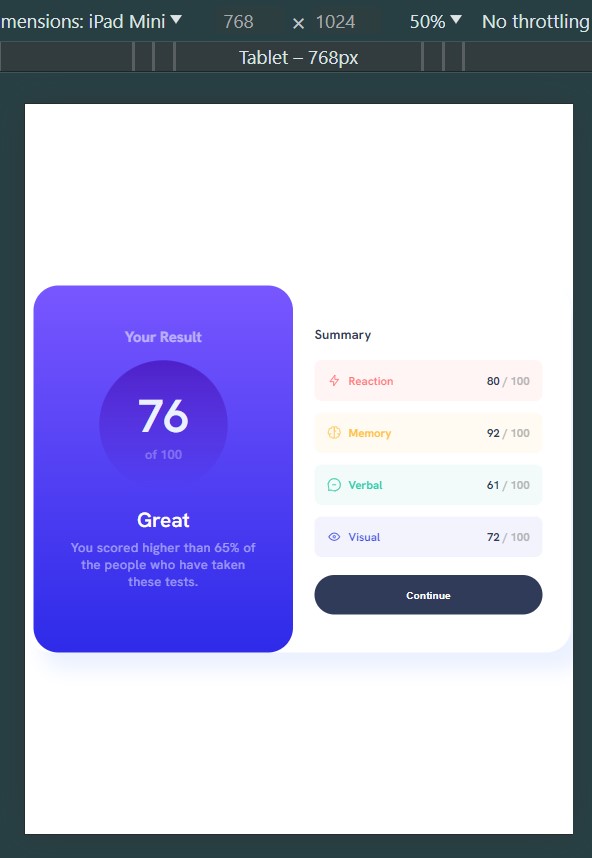 mensions: iPad Mini 768 × 1024 50% No throttling
Tablet – 768px
Your Result
76
of 100
Great
You scored higher than 65% of
the people who have taken
these tests.
Summary
Reaction 80 / 100
Memory 92 / 100
Verbal 61 / 100
Visual 72 / 100
Continue